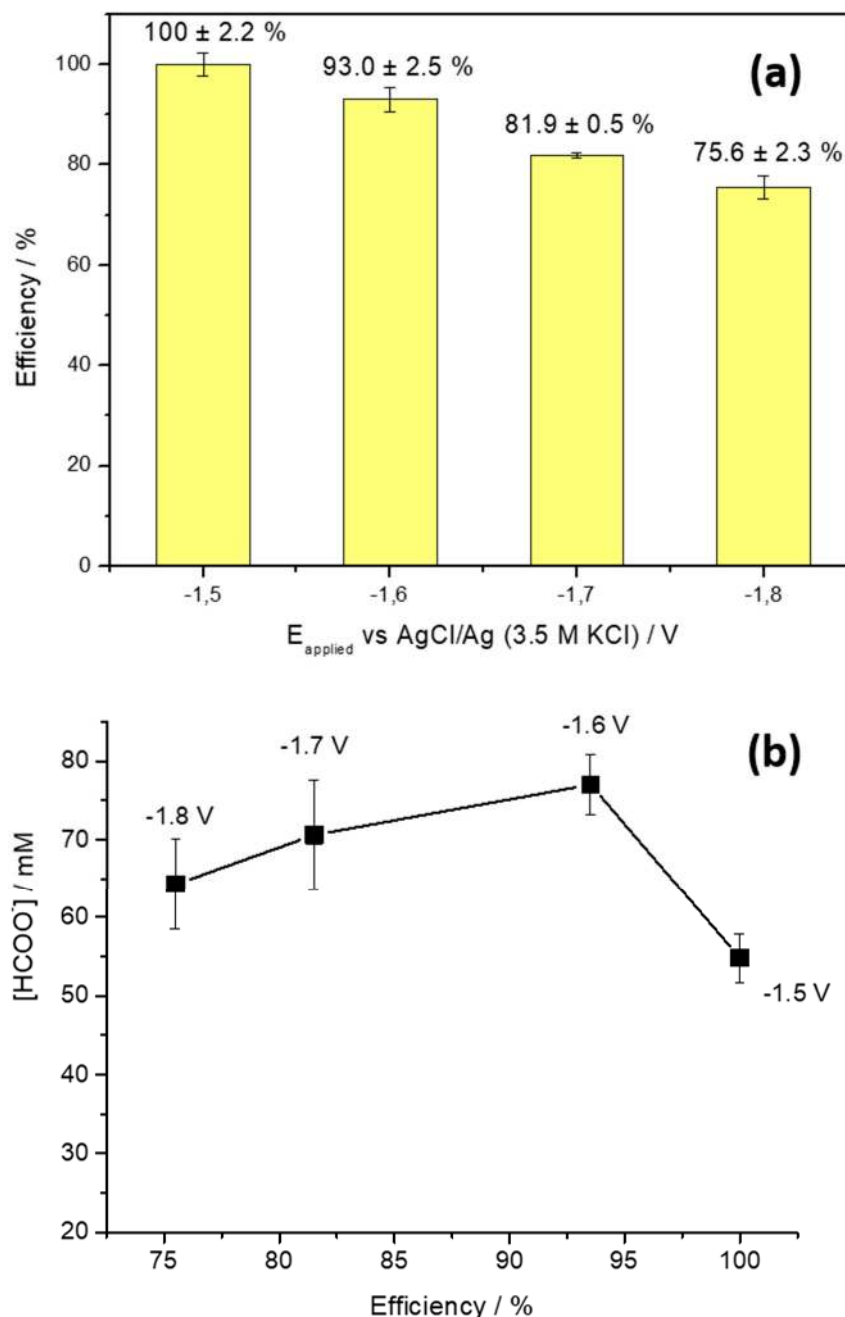 100 ± 2.2 %
93.0 ± 2.5 %
81.9 ± 0.5 %
75.6 ± 2.3 %
(a)
100
80
60
40
20
0
Efficiency / %
-1,5 -1,6 -1,7 -1,8
E applied vs AgCl/Ag (3.5 M KCl) / V
(b)
-1.8 V
-1.7 V
-1.6 V
-1.5 V
80
70
60
50
40
30
20
[HCOO-] / mM
75 80 85 90 95 100
Efficiency / %